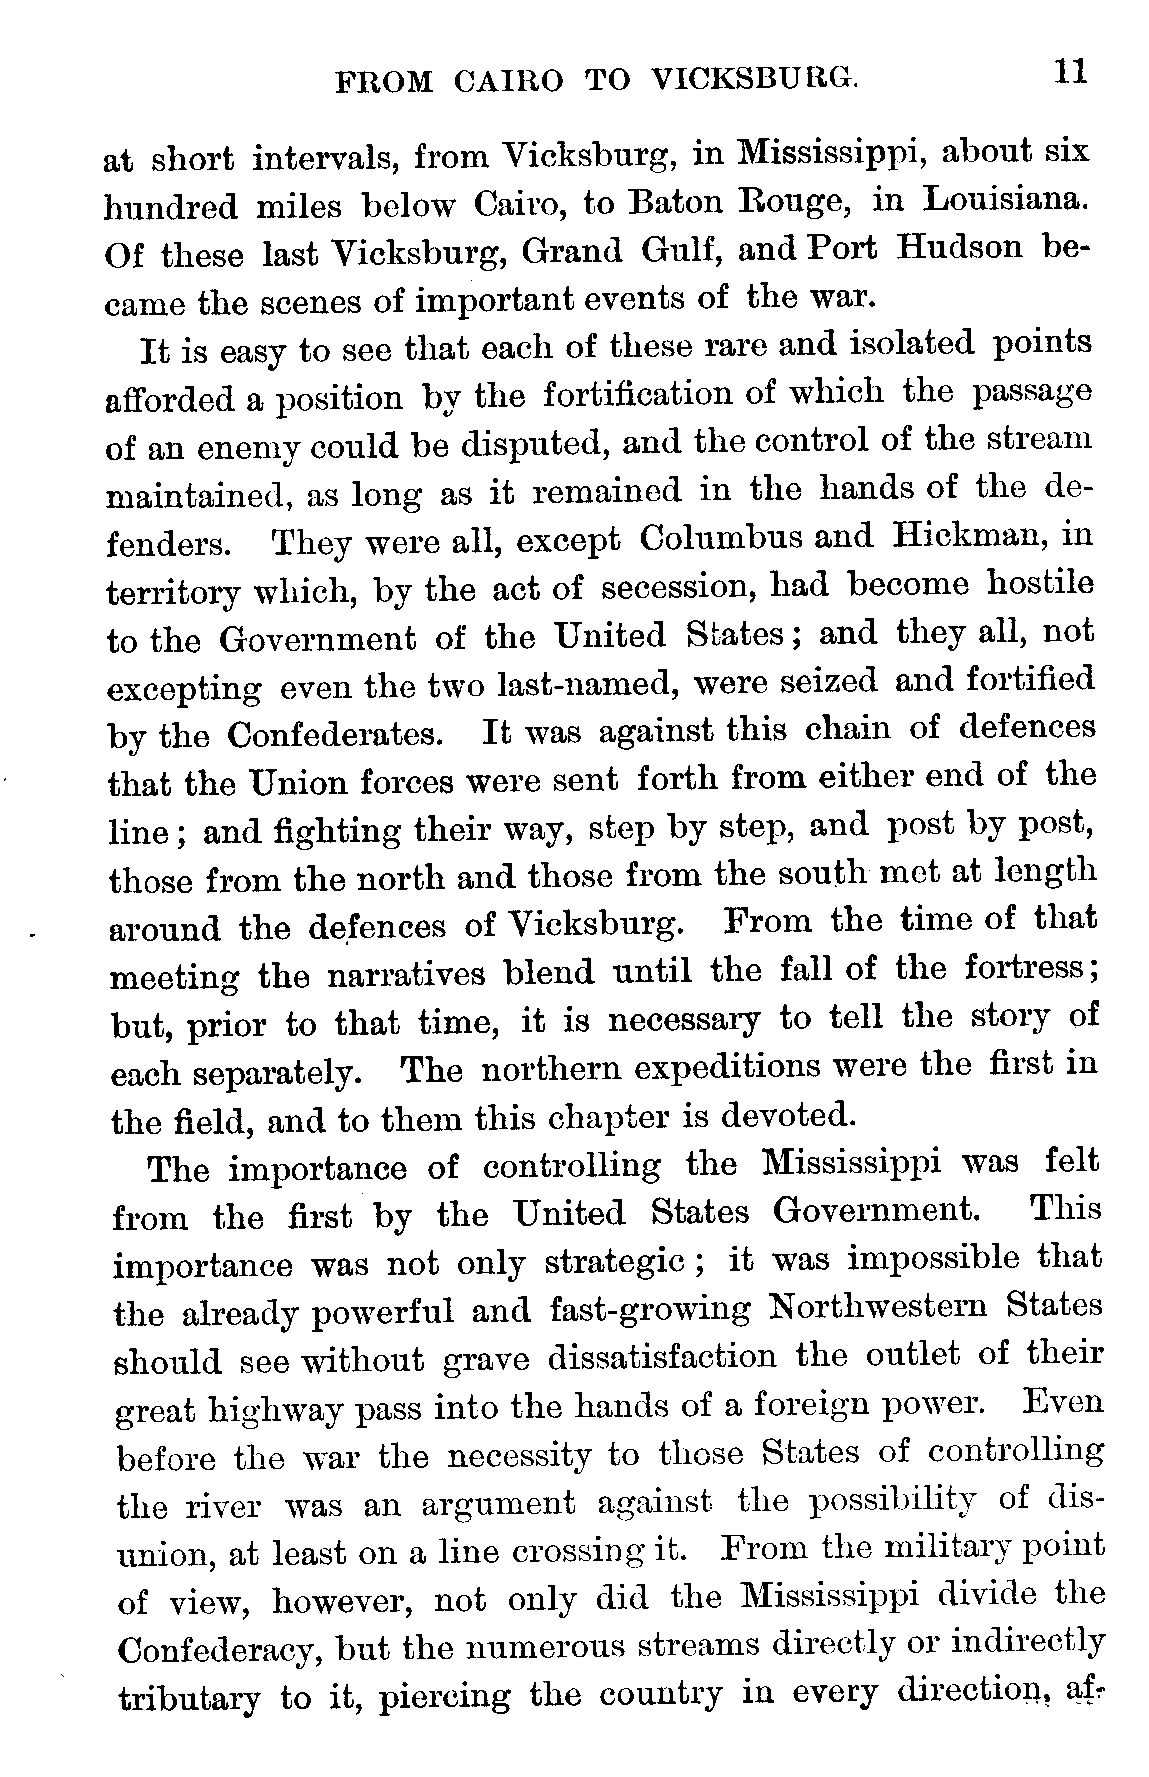 FROM CAIRO TO VICKSBURG. 11
at short intervals, from Vicksburg, in Mississippi, about six
hundred miles below Cairo, to Baton Rouge, in Louisiana.
Of these last Vicksburg, Grand Gulf, and Port Hudson be-
came the scenes of important events of the war.
It is easy to see that each of these rare and isolated points
afforded a position by the fortification of which the passage
of an enemy could be disputed, and the control of the stream
maintained, as long as it remained in the hands of the de-
fenders. They were all, except Columbus and Hickman, in
territory which, by the act of secession, had become hostile
to the Government of the United States; and they all, not
excepting even the two last-named, were seized and fortified
by the Confederates. It was against this chain of defences
that the Union forces were sent forth from either end of the
line; and fighting their way, step by step, and post by post,
those from the north and those from the south met at length
around the defences of Vicksburg. From the time of that
meeting the narratives blend until the fall of the fortress;
but, prior to that time, it is necessary to tell the story of
each separately. The northern expeditions were the first in
the field, and to them this chapter is devoted.
The importance of controlling the Mississippi was felt
from the first by the United States Government. This
importance was not only strategic; it was impossible that
the already powerful and fast-growing Northwestern States
should see without grave dissatisfaction the outlet of their
great highway pass into the hands of a foreign power. Even
before the war the necessity to those States of controlling
the river was an argument against the possibility of dis-
union, at least on a line crossing it. From the military point
of view, however, not only did the Mississippi divide the
Confederacy, but the numerous streams directly or indirectly
tributary to it, piercing the country in every direction, af-